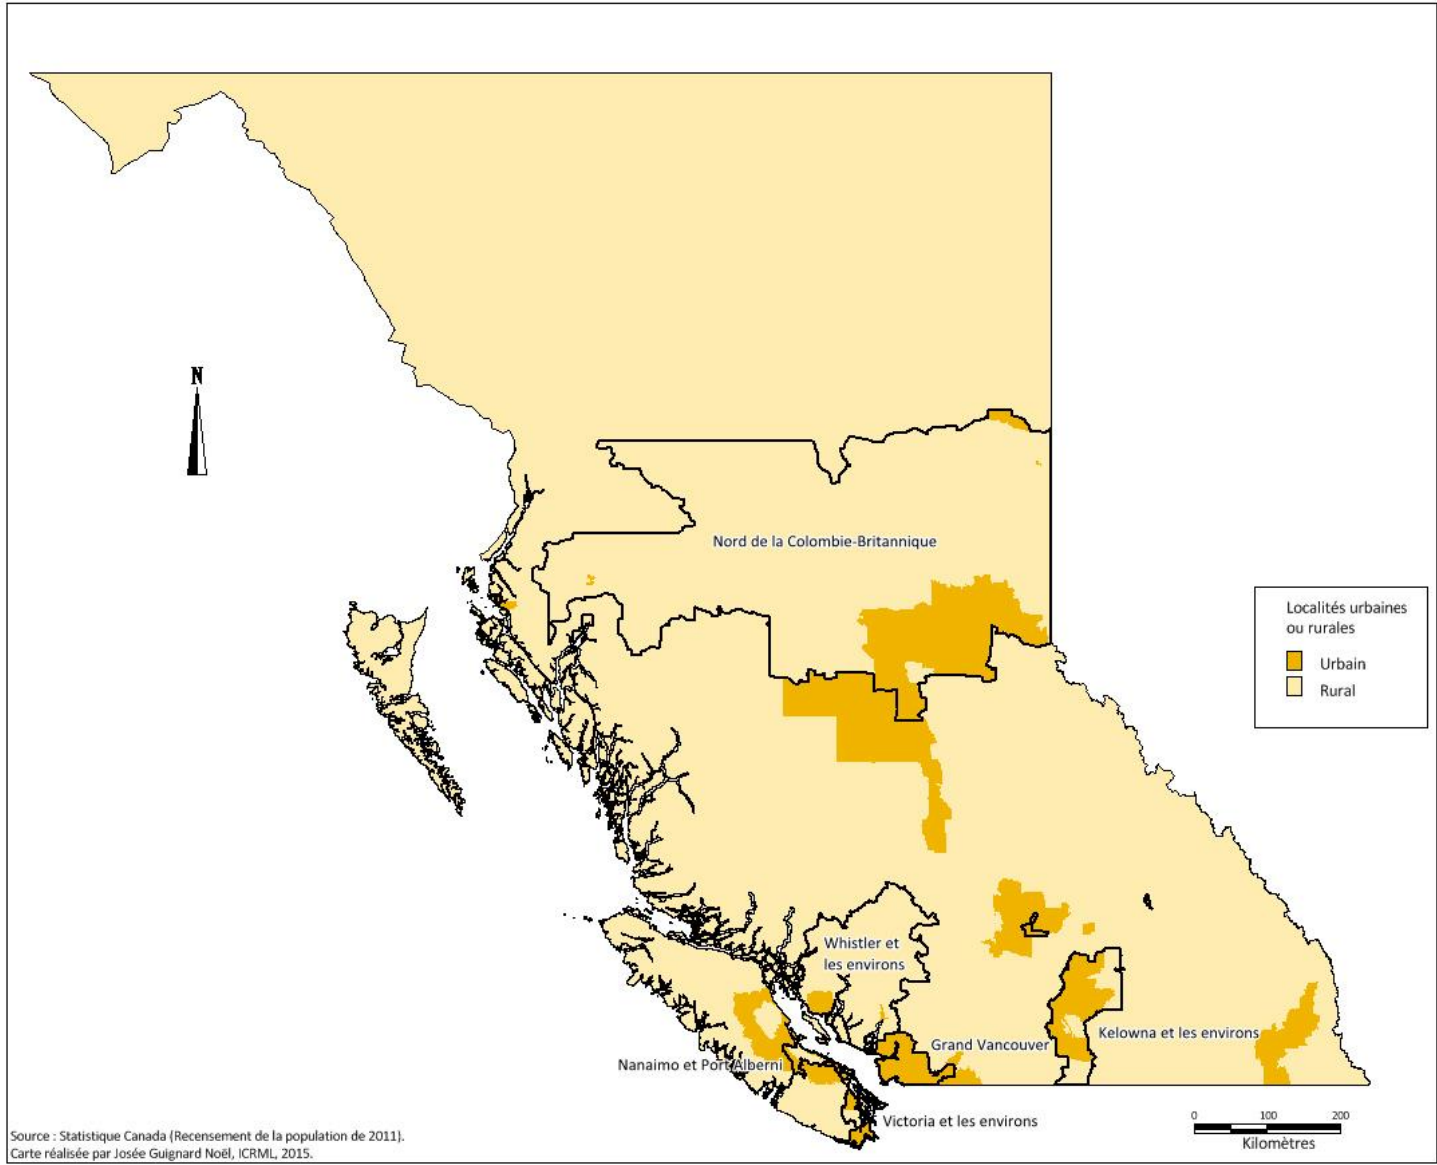 N
Nord de la Colombie-Britannique
Localités urbaines
ou rurales
Urbain
Rural
Whistler et
les environs
Grand Vancouver
Kelowna et les environs
Nanaimo et Port Alberni
Victoria et les environs
0 100 200
Kilomètres
Source : Statistique Canada (Recensement de la population de 2011).
Carte réalisée par Josée Guignard Noël, ICRML, 2015.